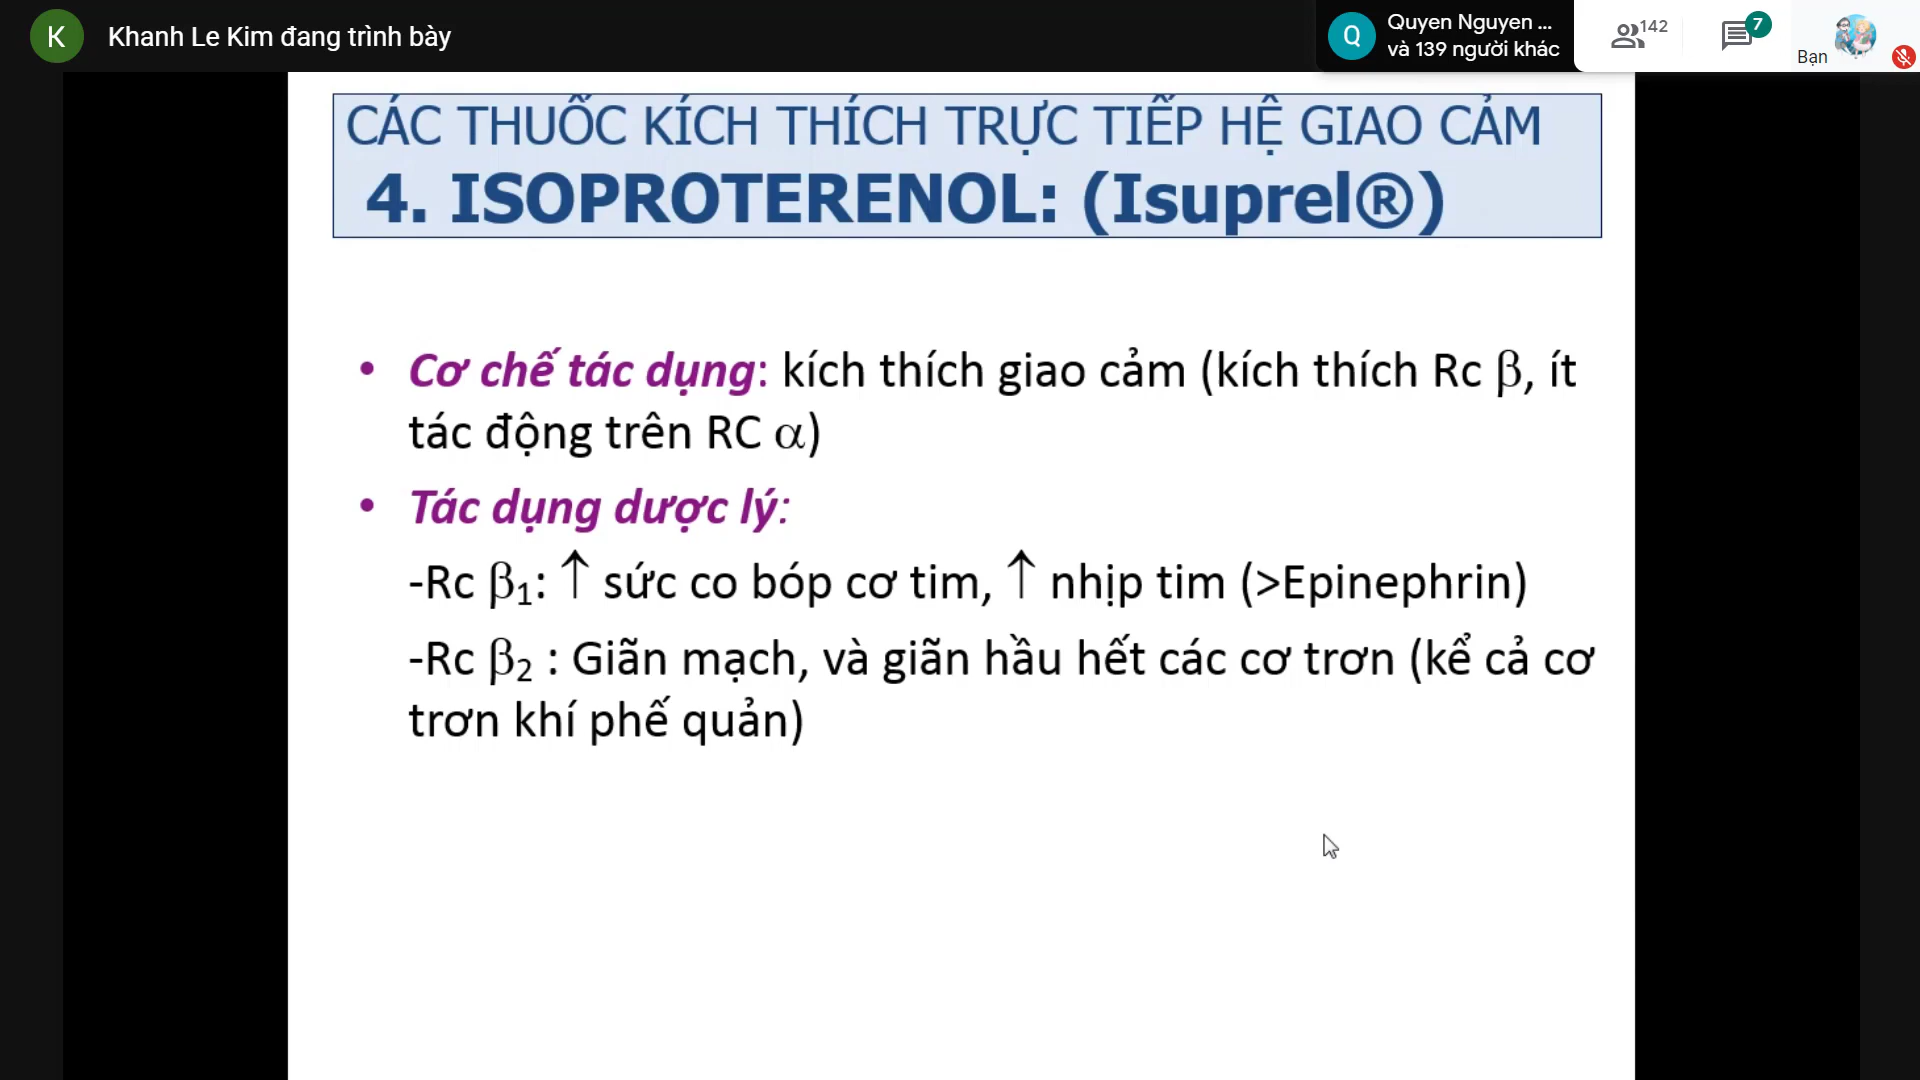 K
Khanh Le Kim đang trình bày
Q
Quyen Nguyen ...
và 139 người khác
142
7
Bạn
CÁC THUỐC KÍCH THÍCH TRỰC TIẾP HỆ GIAO CẢM
4. ISOPROTERENOL: (Isuprel®)
• Cơ chế tác dụng: kích thích giao cảm (kích thích Rc β, ít
tác động trên RC α)
• Tác dụng dược lý:
-Rc β₁: ↑ sức co bóp cơ tim, ↑ nhịp tim (>Epinephrin)
-Rc β₂ : Giãn mạch, và giãn hầu hết các cơ trơn (kể cả cơ
trơn khí phế quản)